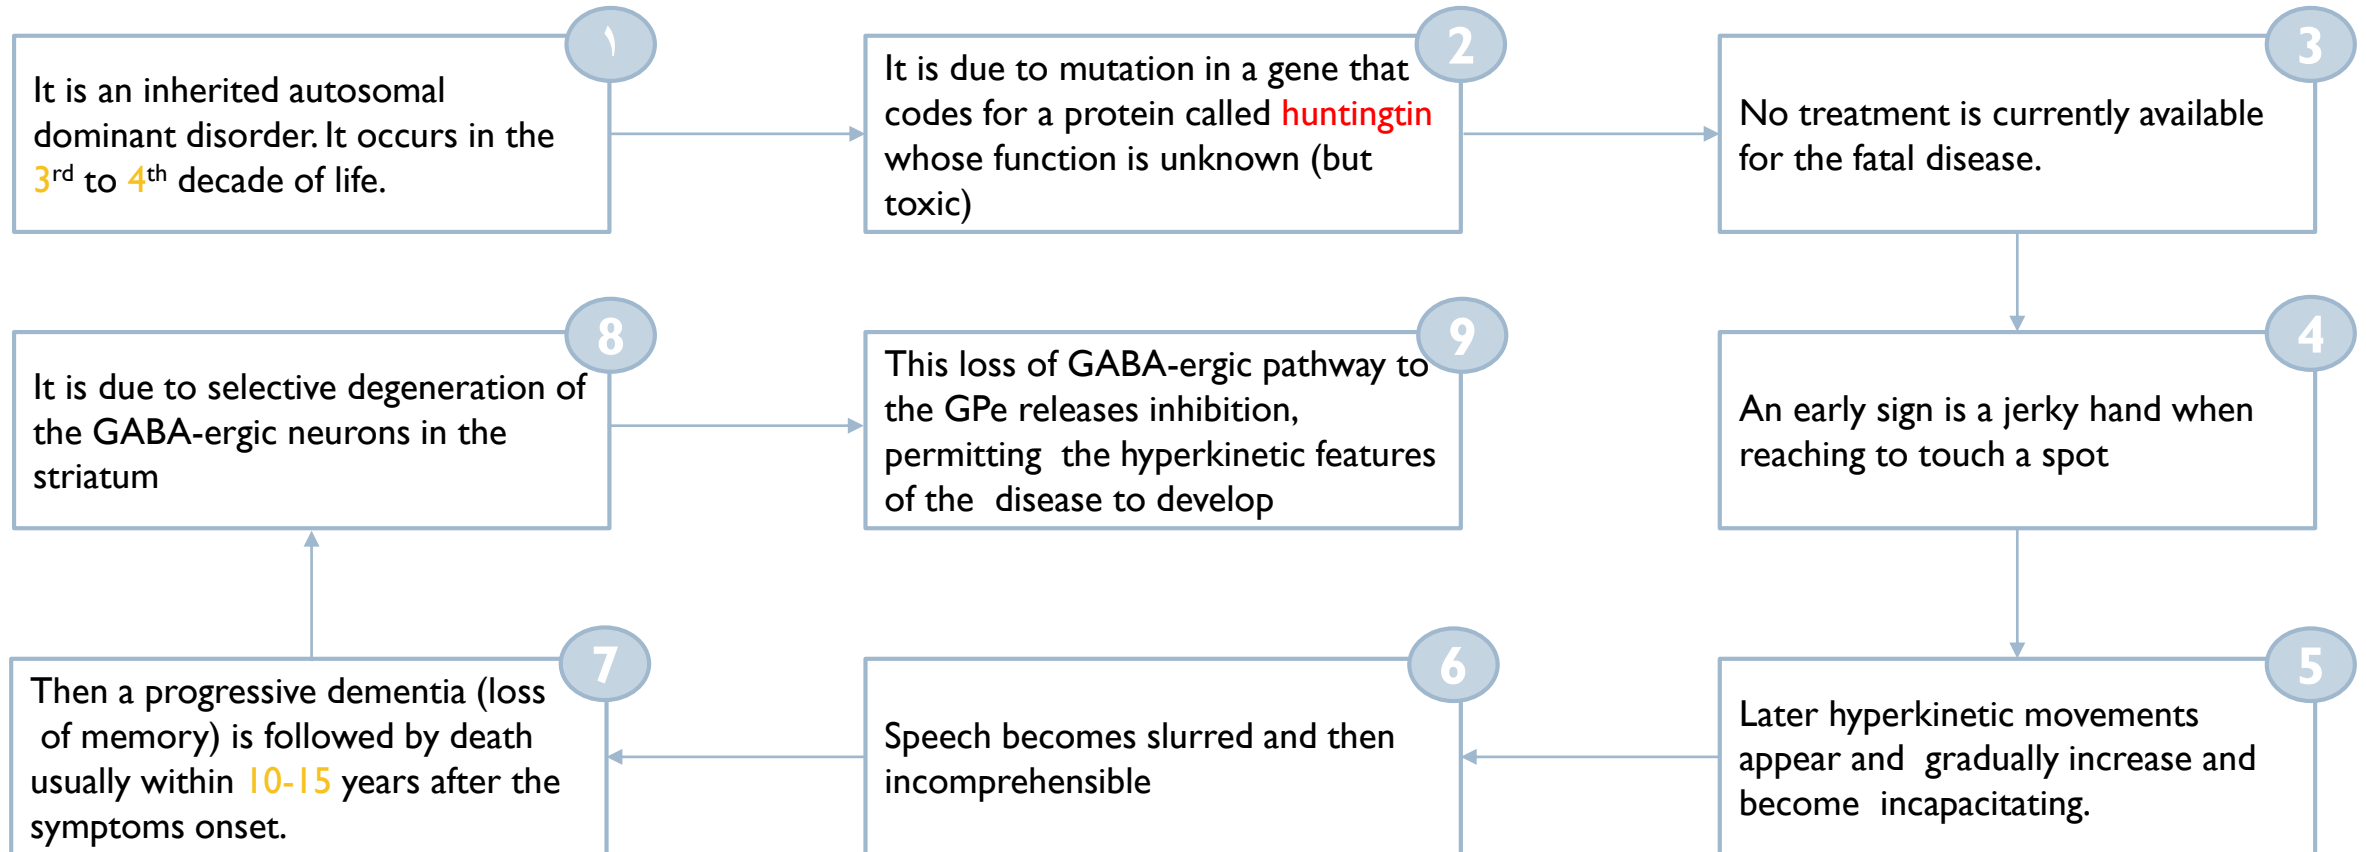 ١
It is an inherited autosomal
dominant disorder. It occurs in the
3rd to 4th decade of life.
2
It is due to mutation in a gene that
codes for a protein called huntingtin
whose function is unknown (but
toxic)
3
No treatment is currently available
for the fatal disease.
4
An early sign is a jerky hand when
reaching to touch a spot
5
Later hyperkinetic movements
appear and gradually increase and
become incapacitating.
6
Speech becomes slurred and then
incomprehensible
7
Then a progressive dementia (loss
of memory) is followed by death
usually within 10-15 years after the
symptoms onset.
8
It is due to selective degeneration of
the GABA-ergic neurons in the
striatum
9
This loss of GABA-ergic pathway to
the GPe releases inhibition,
permitting the hyperkinetic features
of the disease to develop